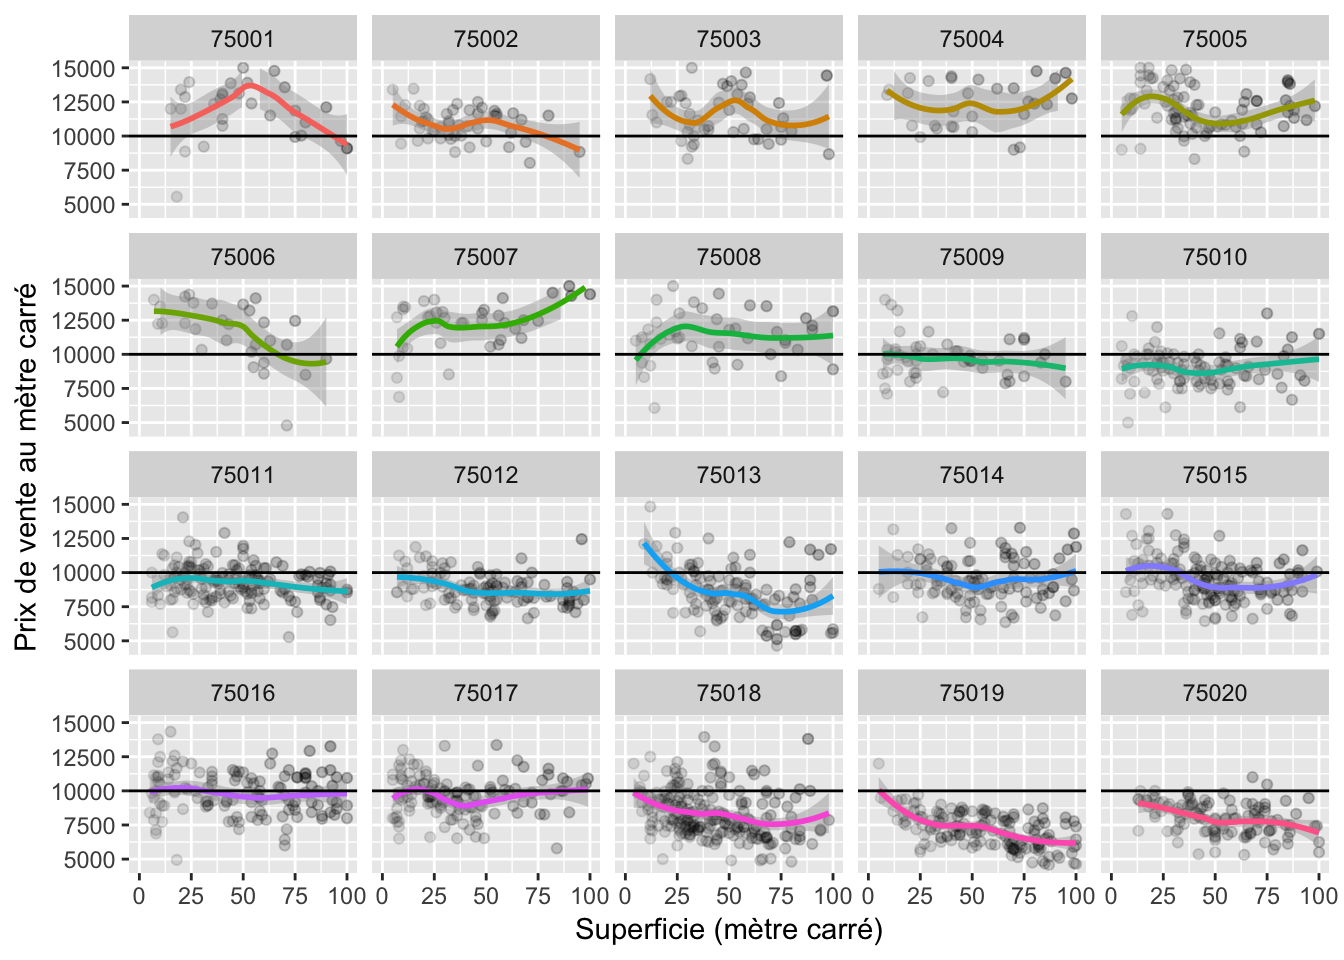 75001 75002 75003 75004 75005
15000
12500
10000
7500
5000
75006 75007 75008 75009 75010
15000
12500
10000
7500
5000
75011 75012 75013 75014 75015
15000
12500
10000
7500
5000
75016 75017 75018 75019 75020
15000
12500
10000
7500
5000
0 25 50 75 100 0 25 50 75 100 0 25 50 75 100 0 25 50 75 100 0 25 50 75 100
Superficie (mètre carré)
Prix de vente au mètre carré